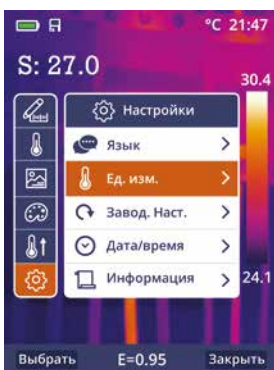 °C 21:47
S: 27.0
30.4
Настройки
Язык
Ед. изм.
Завод. Наст.
Дата/время
Информация
24.1
Выбрать E=0.95 Закрыть